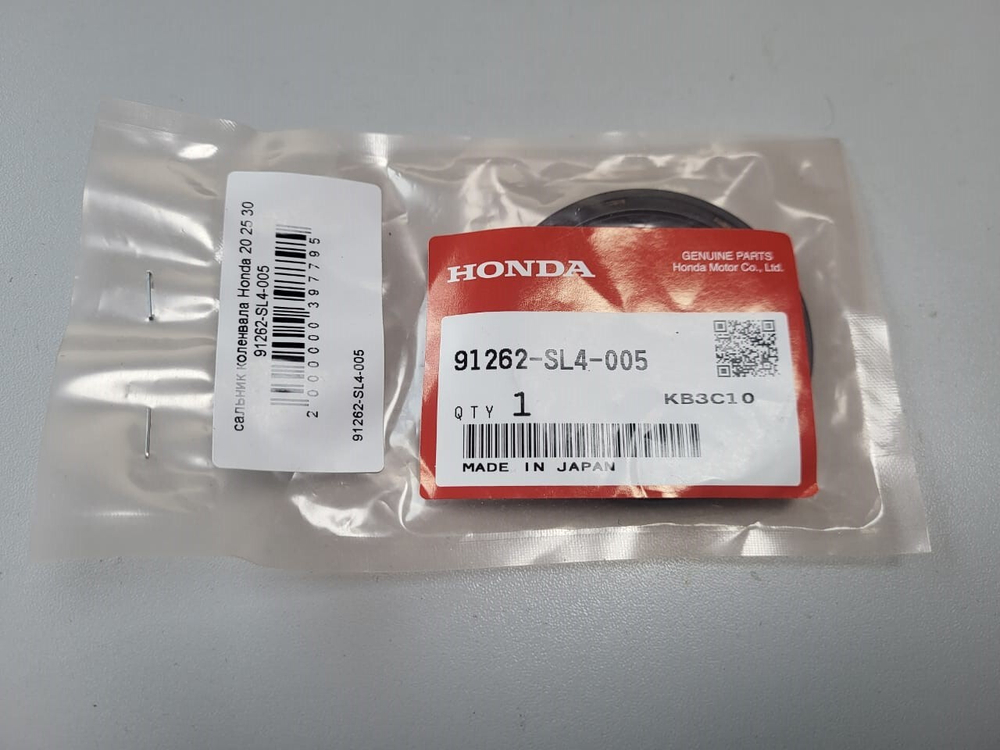 сальник коленвала Honda 20 25 30
91262-SL4-005
2 000000 397795
91262-SL4-005
HONDA
GENUINE PARTS
Honda Motor Co., Ltd.
91262-SL4-005
QTY 1
KB3C10
MADE IN JAPAN